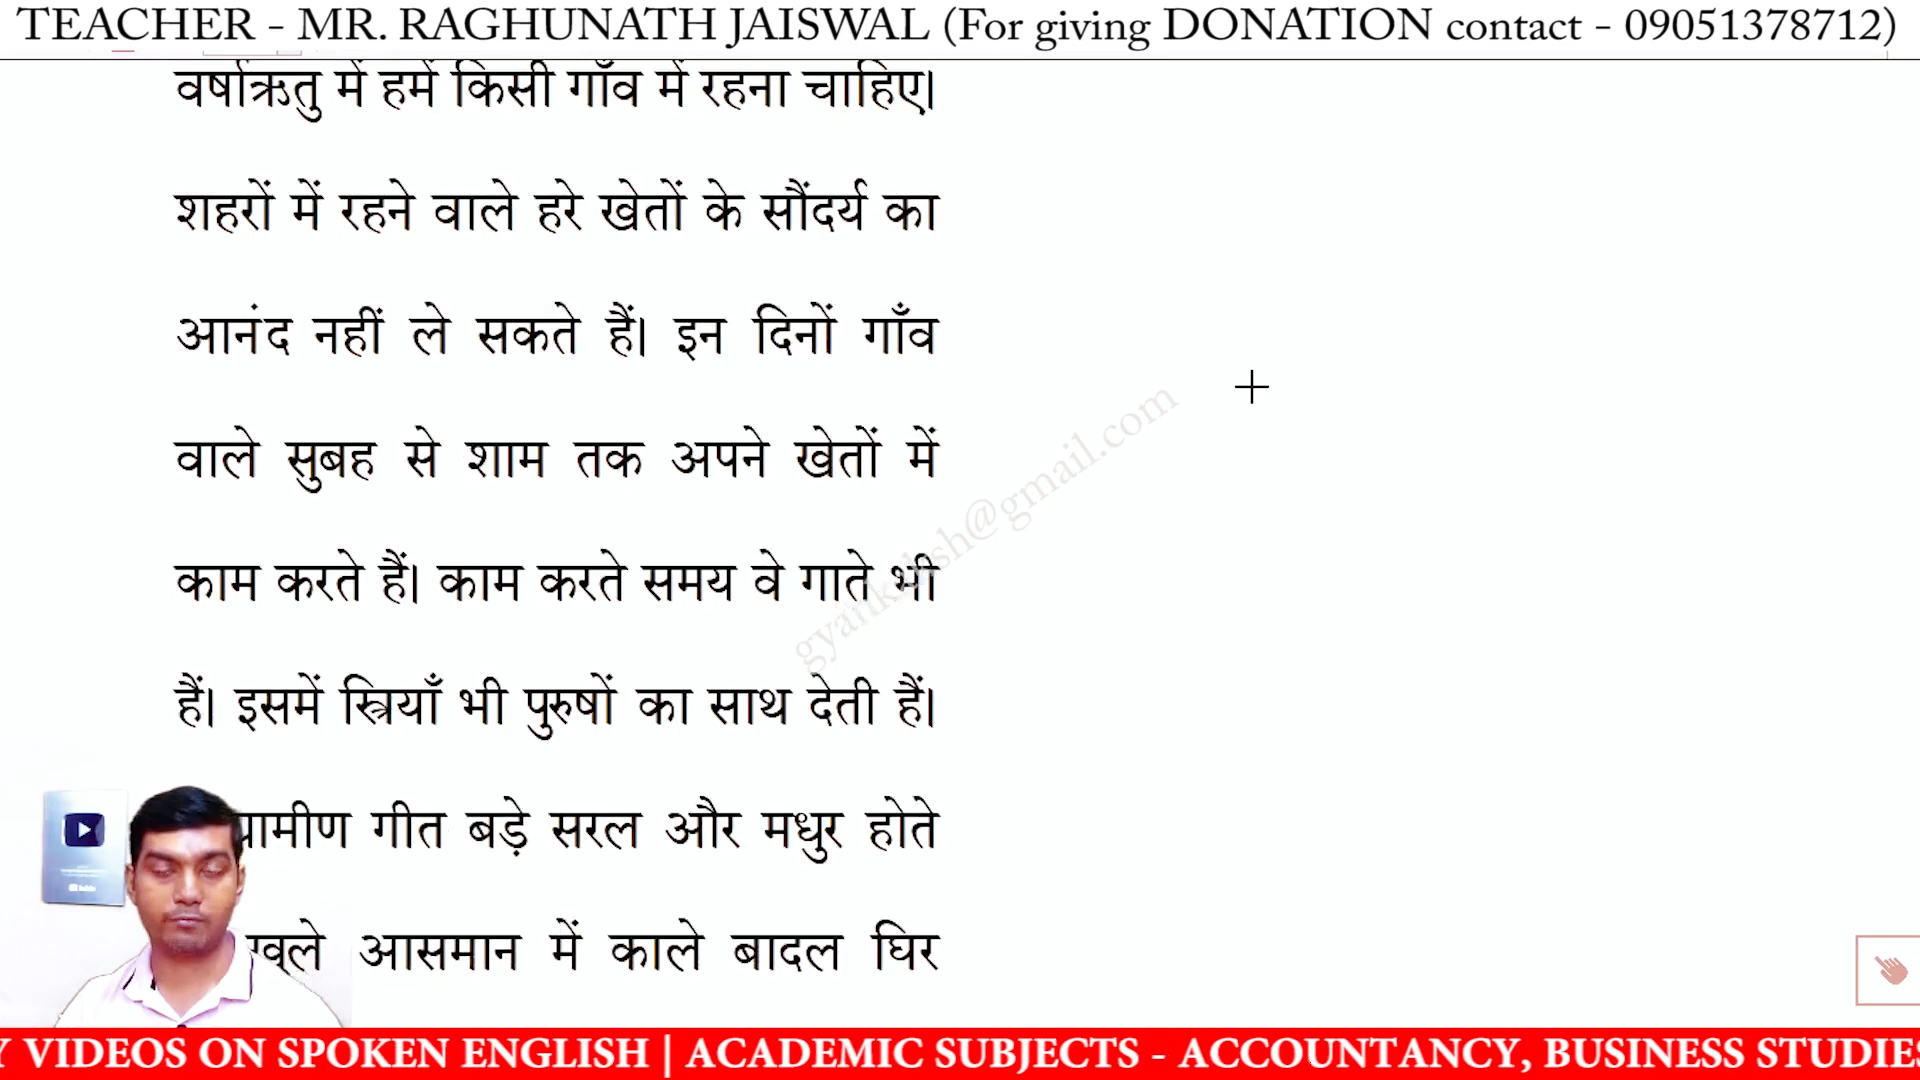 TEACHER - MR. RAGHUNATH JAISWAL (For giving DONATION contact - 09051378712)
वर्षाऋतु में हमें किसी गाँव में रहना चाहिए।
शहरों में रहने वाले हरे खेतों के सौंदर्य का
आनंद नहीं ले सकते हैं। इन दिनों गाँव
वाले सुबह से शाम तक अपने खेतों में
काम करते हैं। काम करते समय वे गाते भी
हैं। इसमें स्त्रियाँ भी पुरुषों का साथ देती हैं।
गीत बड़े सरल और मधुर होते
आसमान में काले बादल घिर
VIDEOS ON SPOKEN ENGLISH | ACADEMIC SUBJECTS - ACCOUNTANCY, BUSINESS STUDIES